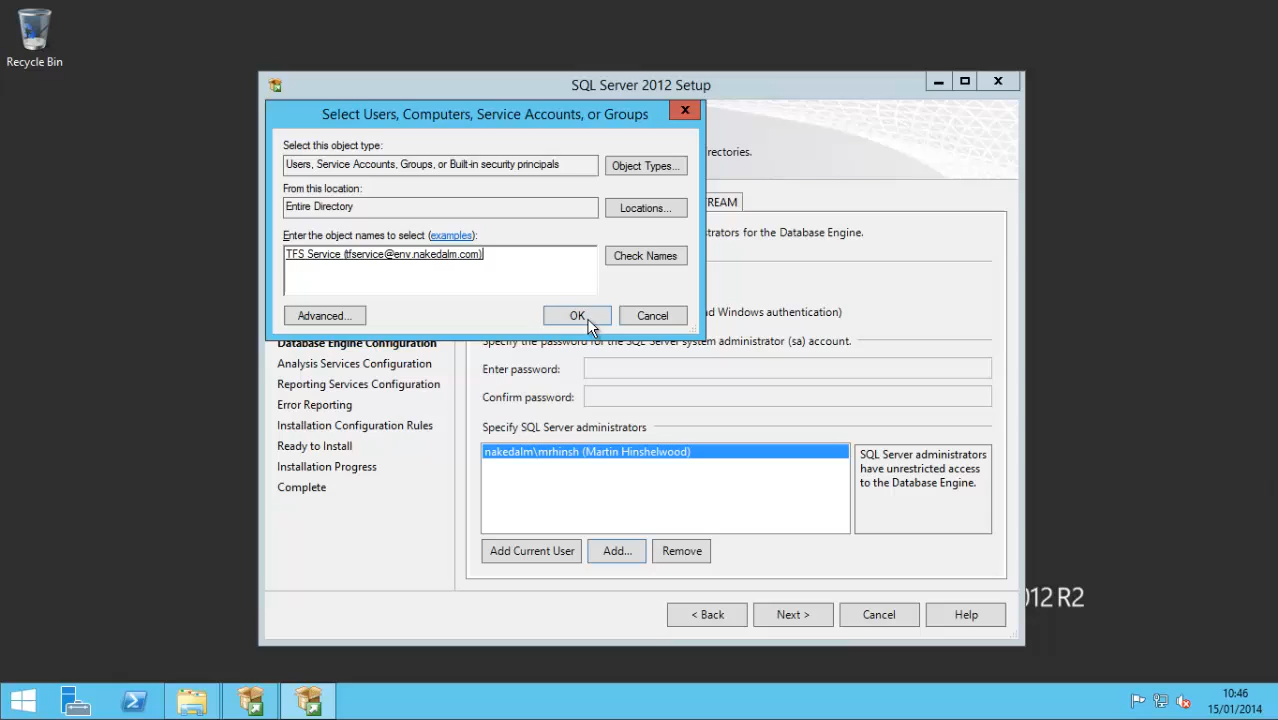 Recycle Bin
SQL Server 2012 Setup
Select Users, Computers, Service Accounts, or Groups
Select this object type:
Users, Service Accounts, Groups, or Built-in security principals
Object Types...
From this location:
Entire Directory
Locations...
Enter the object names to select (examples):
TFS Service (tfservice@env.nakedalm.com)
Check Names
Advanced...
OK
Cancel
rectories.
REAM
trators for the Database Engine.
nd Windows authentication)
Database Engine Configuration
Analysis Services Configuration
Reporting Services Configuration
Error Reporting
Installation Configuration Rules
Ready to Install
Installation Progress
Complete
Specify the password for the SQL Server system administrator (sa) account.
Enter password:
Confirm password:
Specify SQL Server administrators
nakedalm\mrhinsh (Martin Hinshelwood)
SQL Server administrators
have unrestricted access
to the Database Engine.
Add Current User
Add...
Remove
< Back
Next >
Cancel
Help
012 R2
10:46
15/01/2014